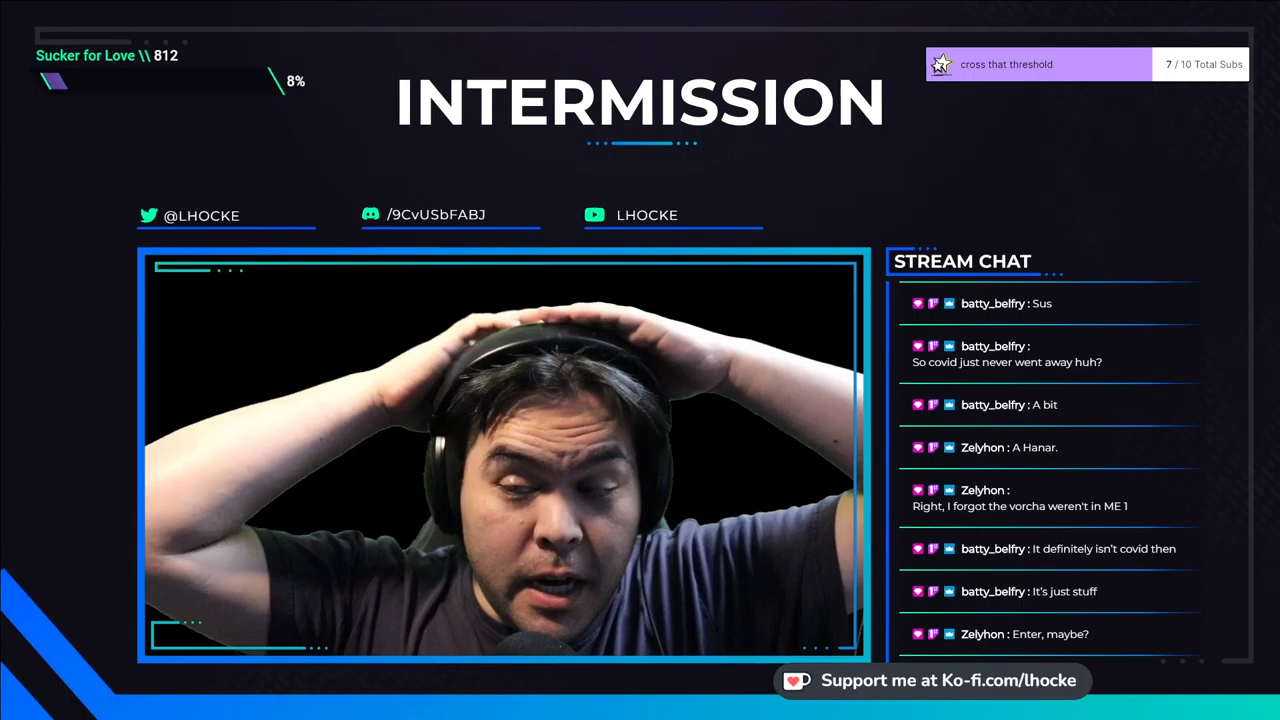 Sucker for Love \\ 812
8%
cross that threshold
7 / 10 Total Subs
INTERMISSION
@LHOCKE
/9CvUSbFABJ
LHOCKE
STREAM CHAT
batty_belfry : Sus
batty_belfry :
So covid just never went away huh?
batty_belfry : A bit
Zelyhon : A Hanar.
Zelyhon :
Right, I forgot the vorcha weren't in ME 1
batty_belfry : It definitely isn't covid then
batty_belfry : It's just stuff
Zelyhon : Enter, maybe?
Support me at Ko-fi.com/lhocke